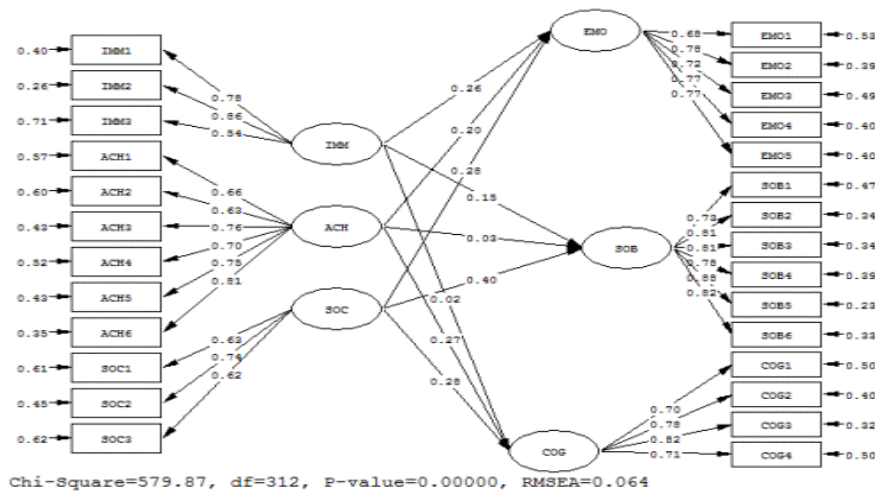 0.40 IMM1
0.26 IMM2
0.71 IMM3
0.57 ACH1
0.60 ACH2
0.43 ACH3
0.52 ACH4
0.43 ACH5
0.35 ACH6
0.61 SOC1
0.45 SOC2
0.62 SOC3
0.78
0.86
0.54
0.66
0.63
0.76
0.70
0.75
0.81
0.63
0.74
0.62
IMM
ACH
SOC
0.26
0.20
0.28
0.15
0.03
0.40
0.02
0.27
0.28
EMO
SOB
COG
0.68
0.78
0.72
0.77
0.77
0.73
0.81
0.81
0.78
0.88
0.82
0.70
0.78
0.82
0.71
EMO1 0.53
EMO2 0.39
EMO3 0.49
EMO4 0.40
EMO5 0.40
SOB1 0.47
SOB2 0.34
SOB3 0.34
SOB4 0.39
SOB5 0.23
SOB6 0.33
COG1 0.50
COG2 0.40
COG3 0.32
COG4 0.50
Chi-Square=579.87, df=312, P-value=0.00000, RMSEA=0.064